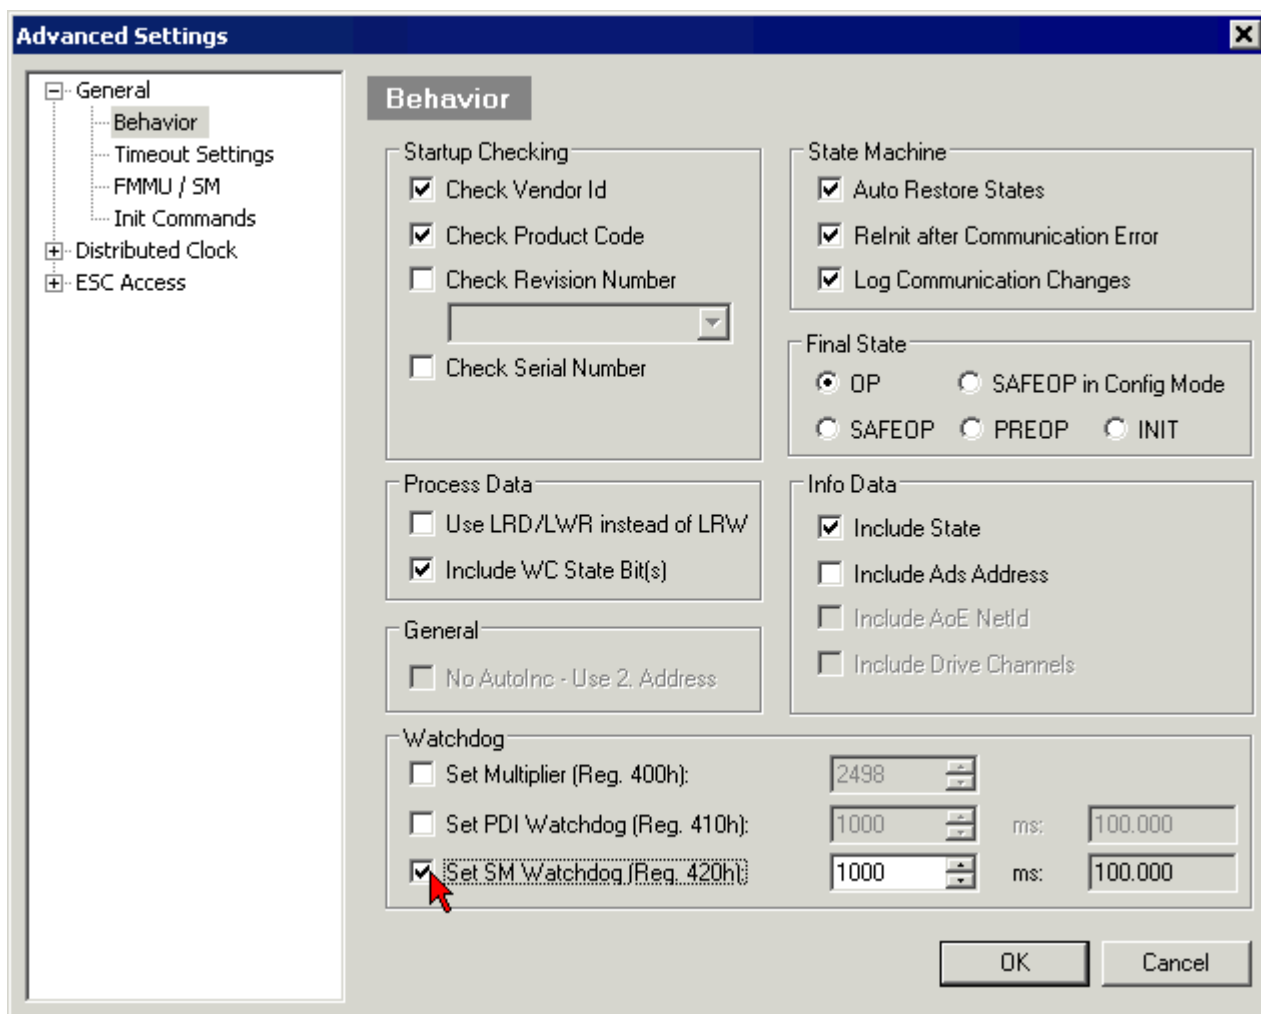 Advanced Settings
General
Behavior
Timeout Settings
FMMU / SM
Init Commands
Distributed Clock
ESC Access
Behavior
Startup Checking
Check Vendor Id
Check Product Code
Check Revision Number
Check Serial Number
State Machine
Auto Restore States
ReInit after Communication Error
Log Communication Changes
Final State
OP SAFEOP in Config Mode
SAFEOP PREOP INIT
Process Data
Use LRD/LWR instead of LRW
Include WC State Bit(s)
General
No AutoInc - Use 2. Address
Info Data
Include State
Include Ads Address
Include AoE NetId
Include Drive Channels
Watchdog
Set Multiplier (Reg. 400h): 2498
Set PDI Watchdog (Reg. 410h): 1000 ms: 100.000
Set SM Watchdog (Reg. 420h): 1000 ms: 100.000
OK Cancel